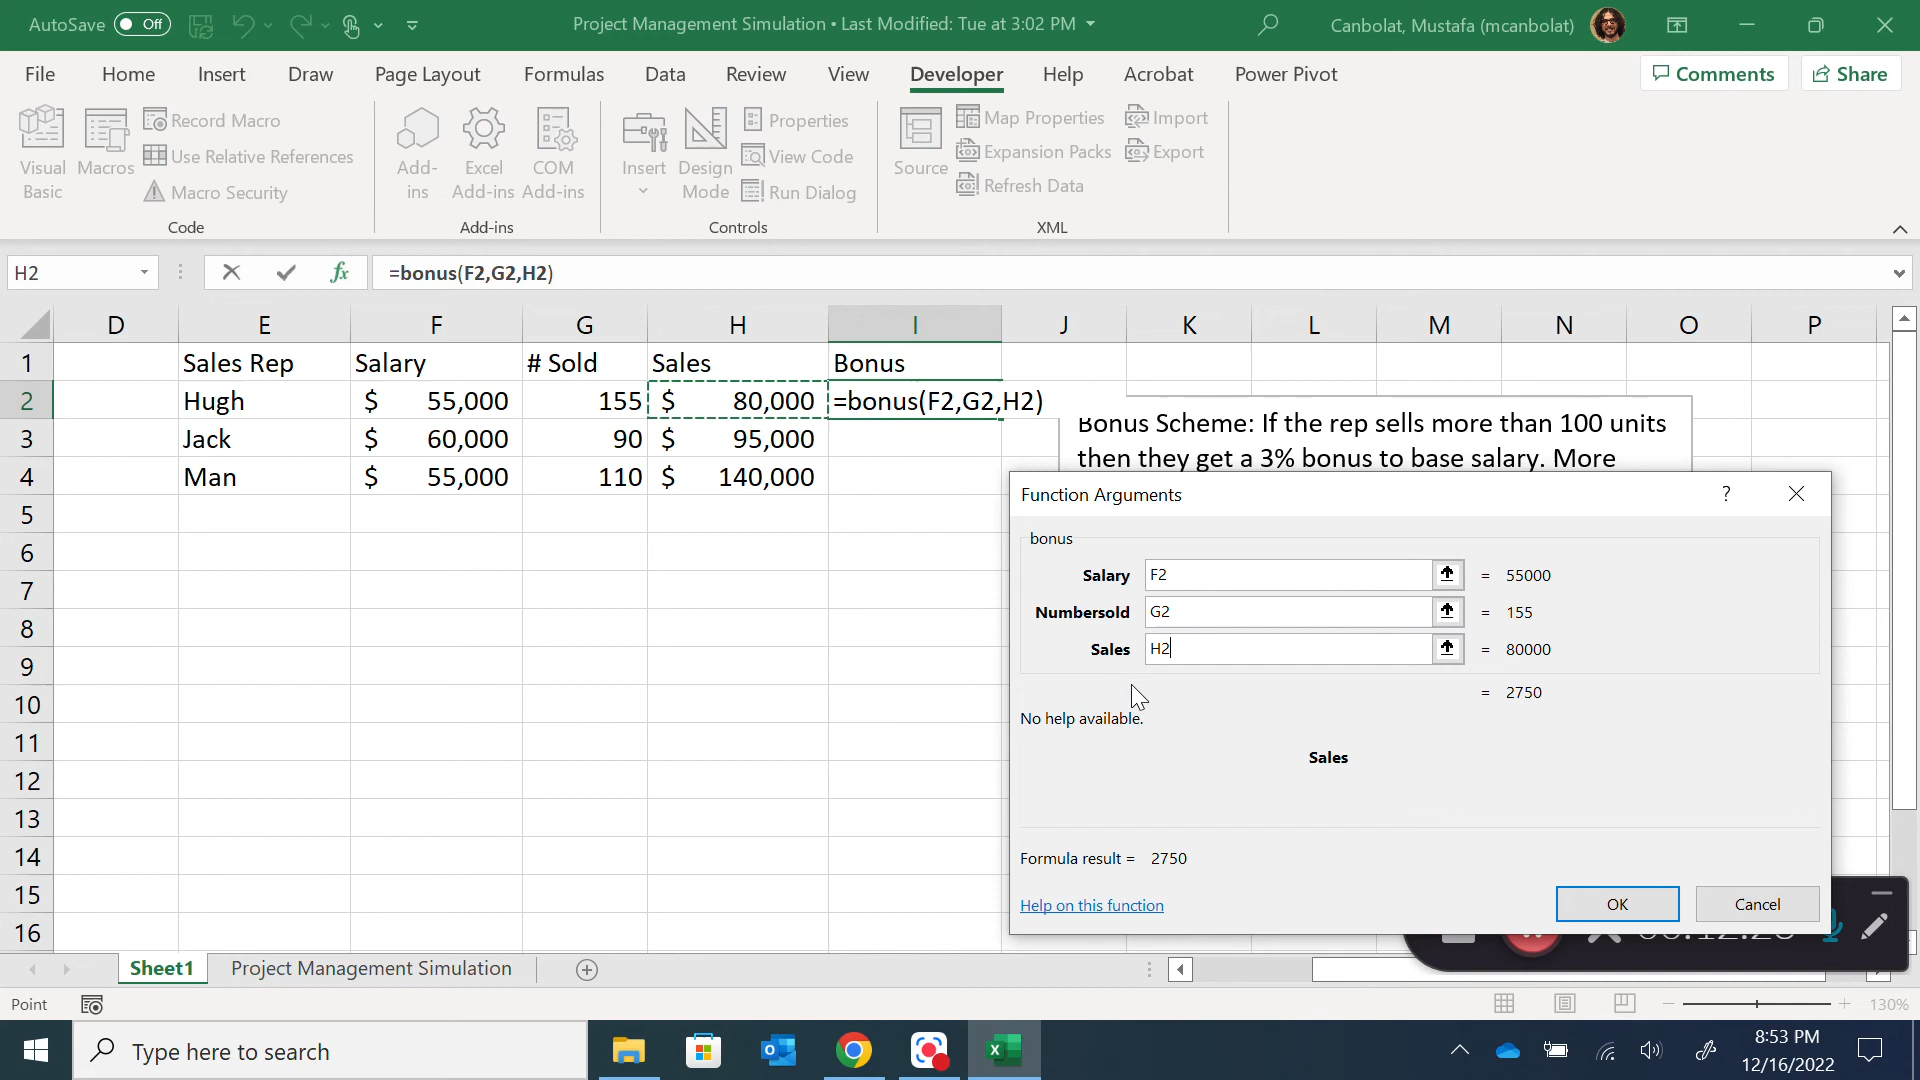 AutoSave Off
Project Management Simulation • Last Modified: Tue at 3:02 PM
Canbolat, Mustafa (mcanbolat)
File Home Insert Draw Page Layout Formulas Data Review View Developer Help Acrobat Power Pivot
Comments Share
Visual Basic
Macros
Record Macro
Use Relative References
Macro Security
Code
Add-ins
Excel Add-ins
COM Add-ins
Add-ins
Insert
Design Mode
Properties
View Code
Run Dialog
Controls
Source
Map Properties
Expansion Packs
Refresh Data
Import
Export
XML
H2
fx
=bonus(F2,G2,H2)
D E F G H I J K L M N O P
1 Sales Rep Salary # Sold Sales Bonus
2 Hugh $ 55,000 155 $ 80,000 =bonus(F2,G2,H2)
3 Jack $ 60,000 90 $ 95,000
4 Man $ 55,000 110 $ 140,000
5
6
7
8
9
10
11
12
13
14
15
16
Bonus Scheme: If the rep sells more than 100 units
then they get a 3% bonus to base salary. More
Function Arguments ?
bonus
Salary F2 = 55000
Numbersold G2 = 155
Sales H2 = 80000
= 2750
No help available.
Sales
Formula result = 2750
Help on this function
OK Cancel
Sheet1 Project Management Simulation
Point
130%
Type here to search
8:53 PM
12/16/2022